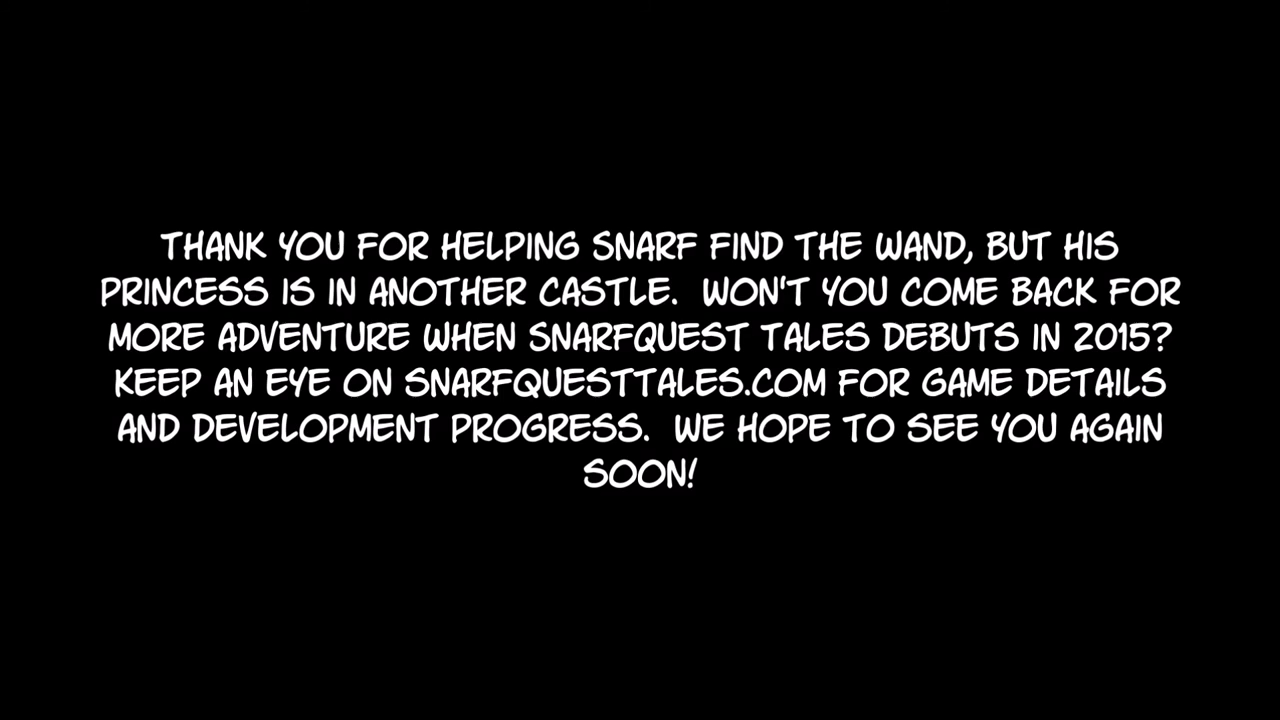 THANK YOU FOR HELPING SNARF FIND THE WAND, BUT HIS
PRINCESS IS IN ANOTHER CASTLE.  WON'T YOU COME BACK FOR
MORE ADVENTURE WHEN SNARFQUEST TALES DEBUTS IN 2015?
KEEP AN EYE ON SNARFQUESTTALES.COM FOR GAME DETAILS
AND DEVELOPMENT PROGRESS.  WE HOPE TO SEE YOU AGAIN
SOON!